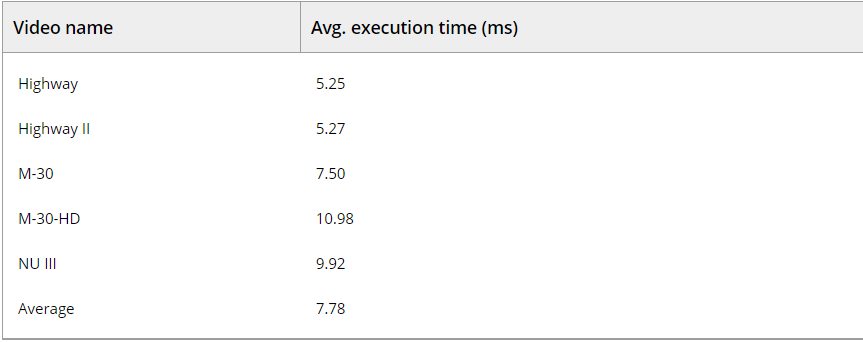 Video name Avg. execution time (ms)
Highway 5.25
Highway II 5.27
M-30 7.50
M-30-HD 10.98
NU III 9.92
Average 7.78